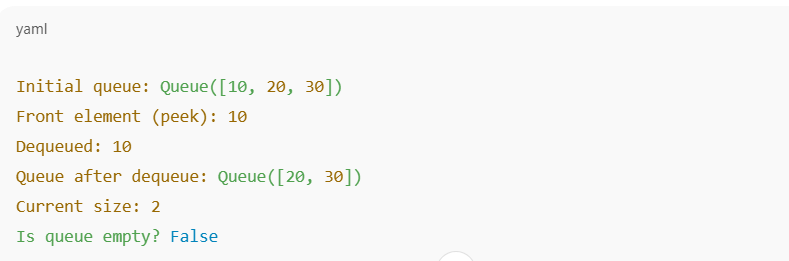 yaml
Initial queue: Queue([10, 20, 30])
Front element (peek): 10
Dequeued: 10
Queue after dequeue: Queue([20, 30])
Current size: 2
Is queue empty? False